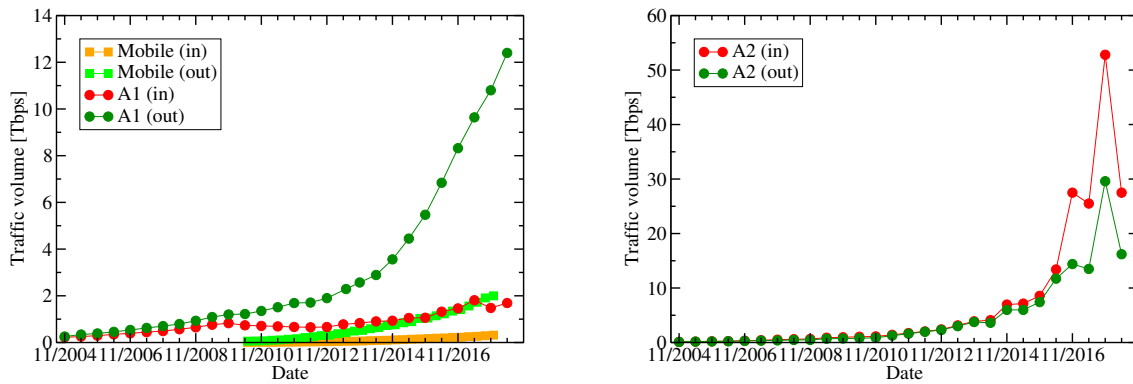 14
12
10
8
6
4
2
0
Traffic volume [Tbps]
Mobile (in)
Mobile (out)
A1 (in)
A1 (out)
11/2004 11/2006 11/2008 11/2010 11/2012 11/2014 11/2016
Date
60
50
40
30
20
10
0
Traffic volume [Tbps]
A2 (in)
A2 (out)
11/2004 11/2006 11/2008 11/2010 11/2012 11/2014 11/2016
Date